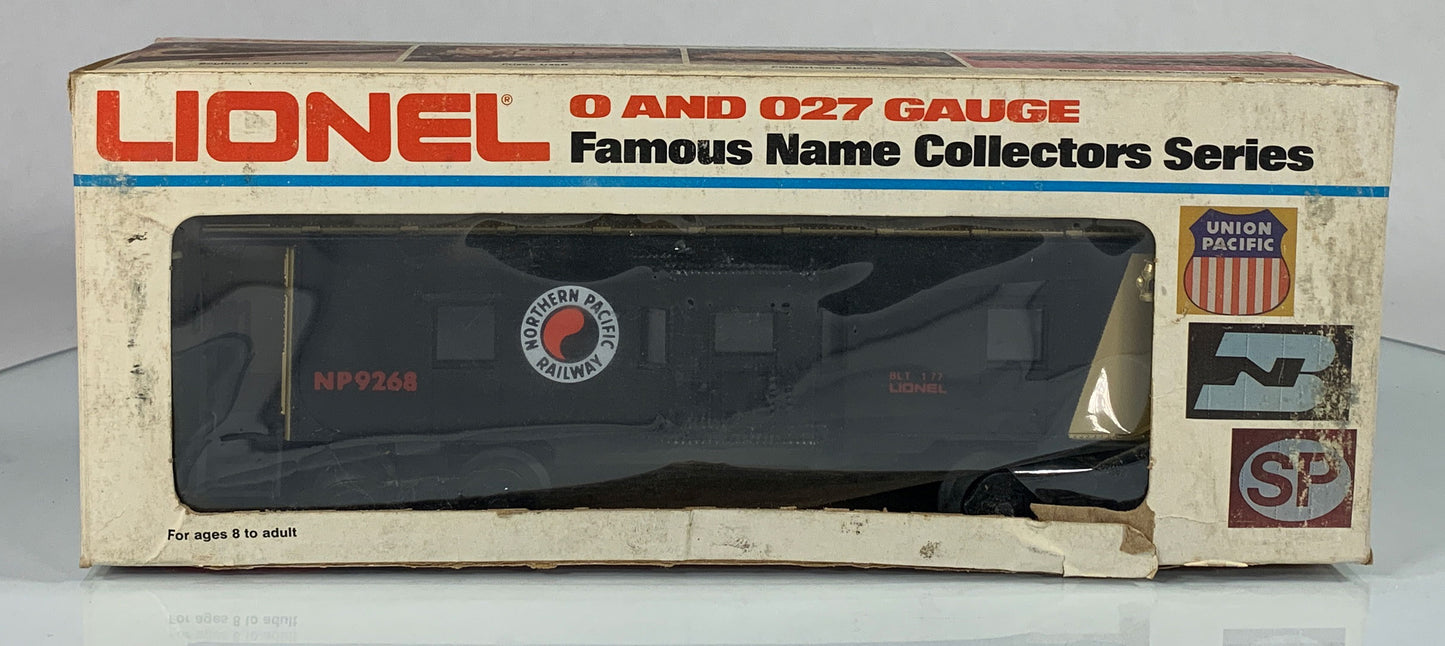 LIONEL®
O AND O27 GAUGE
Famous Name Collectors Series
UNION
PACIFIC
NORTHERN PACIFIC
RAILWAY
NP9268
BLT 1 77
LIONEL
BN
SP
For ages 8 to adult